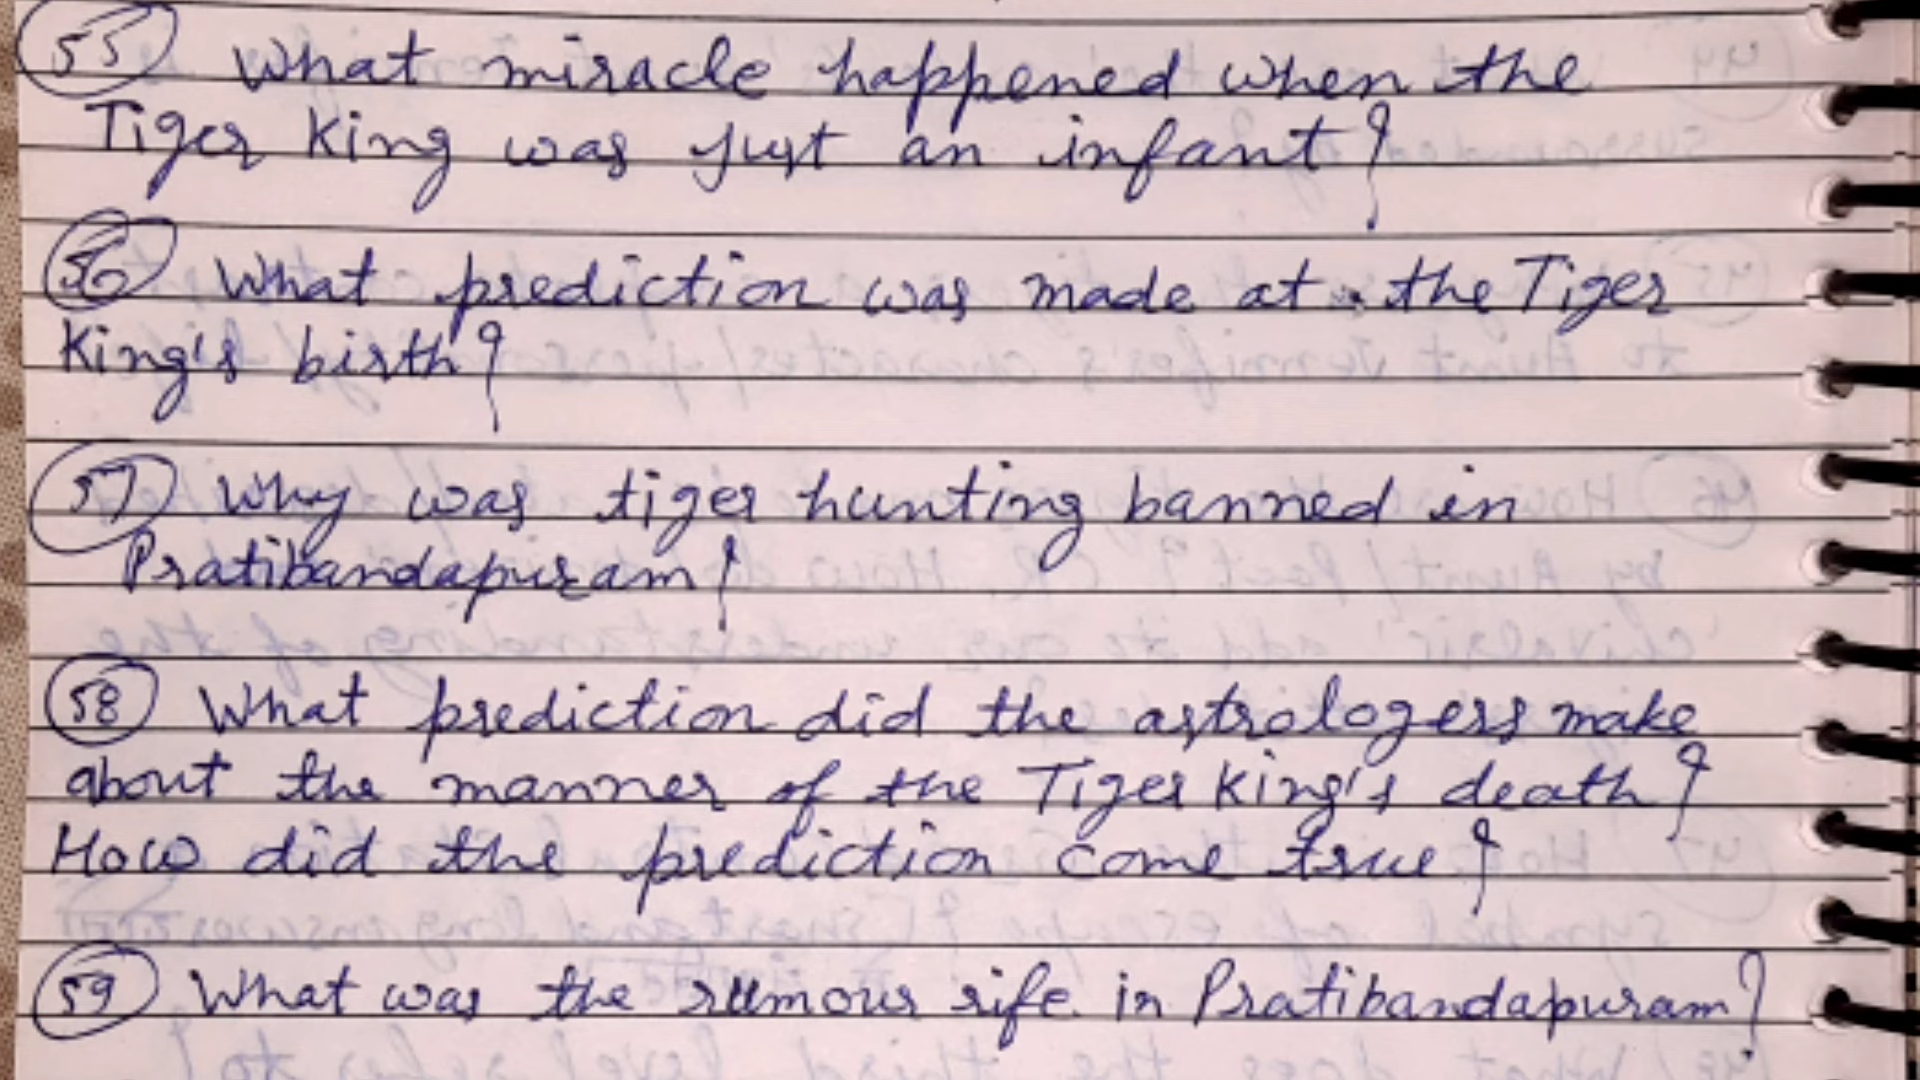 55 What miracle happened when the
Tiger King was just an infant?
56 What prediction was made at the Tiger
King's birth?
57 Why was tiger hunting banned in
Pratibandapuram?
58 What prediction did the astrologers make
about the manner of the Tiger King's death?
How did the prediction come true?
59 What was the rumour rife in Pratibandapuram?